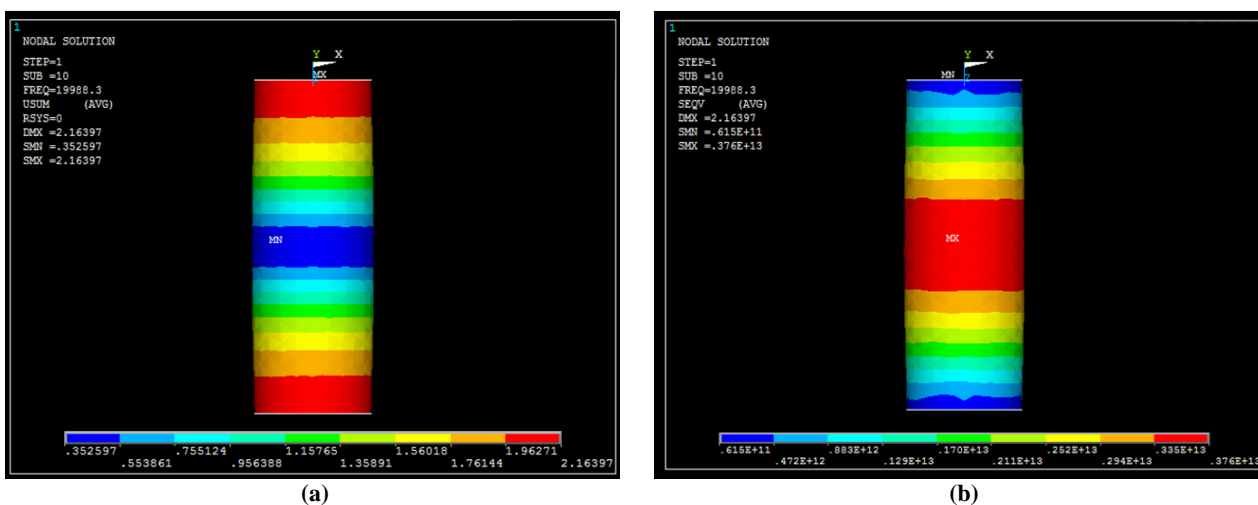 1
NODAL SOLUTION
STEP=1
SUB =10
FREQ=19988.3
USUM (AVG)
RSYS=0
DMX =2.16397
SMN =.352597
SMX =2.16397
Y X
MX
MN
.352597 .755124 1.15765 1.56018 1.96271
.553861 .956388 1.35891 1.76144 2.16397
(a)
1
NODAL SOLUTION
STEP=1
SUB =10
FREQ=19988.3
SEQV (AVG)
DMX =2.16397
SMN =.615E+11
SMX =.376E+13
Y X
MN Z
MX
.615E+11 .883E+12 .170E+13 .252E+13 .335E+13
.472E+12 .129E+13 .211E+13 .294E+13 .376E+13
(b)